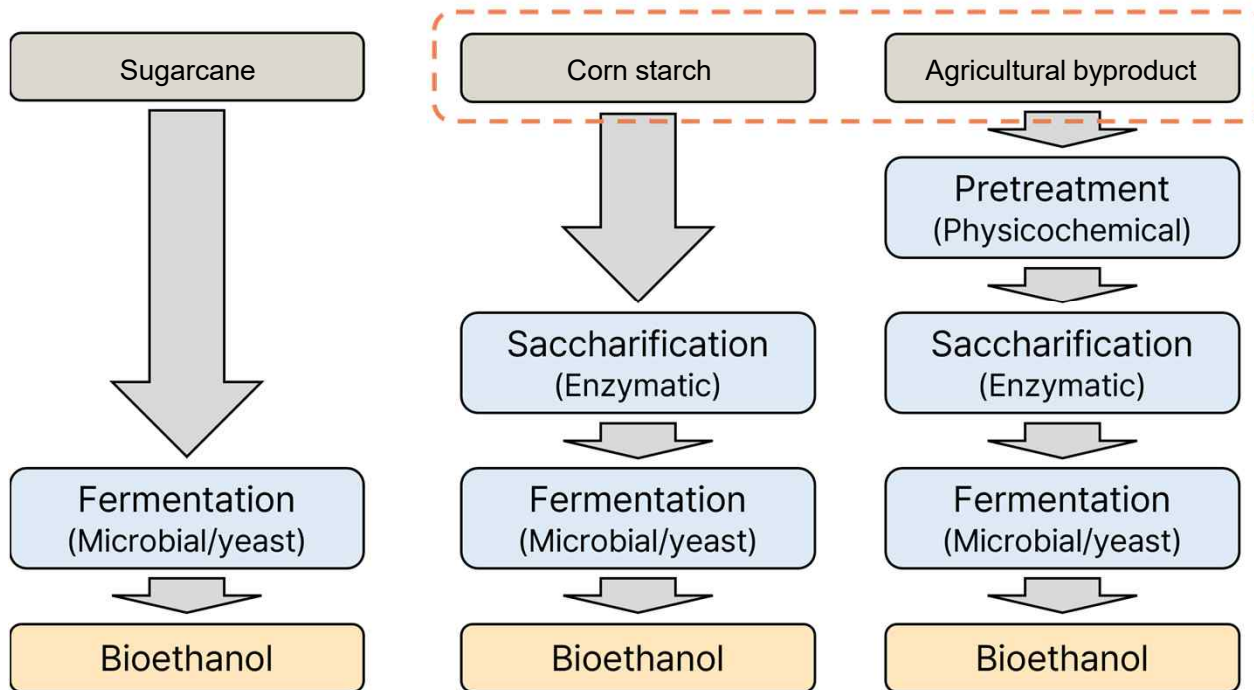 Sugarcane
Corn starch
Agricultural byproduct
Pretreatment
(Physicochemical)
Saccharification
(Enzymatic)
Saccharification
(Enzymatic)
Fermentation
(Microbial/yeast)
Fermentation
(Microbial/yeast)
Fermentation
(Microbial/yeast)
Bioethanol
Bioethanol
Bioethanol